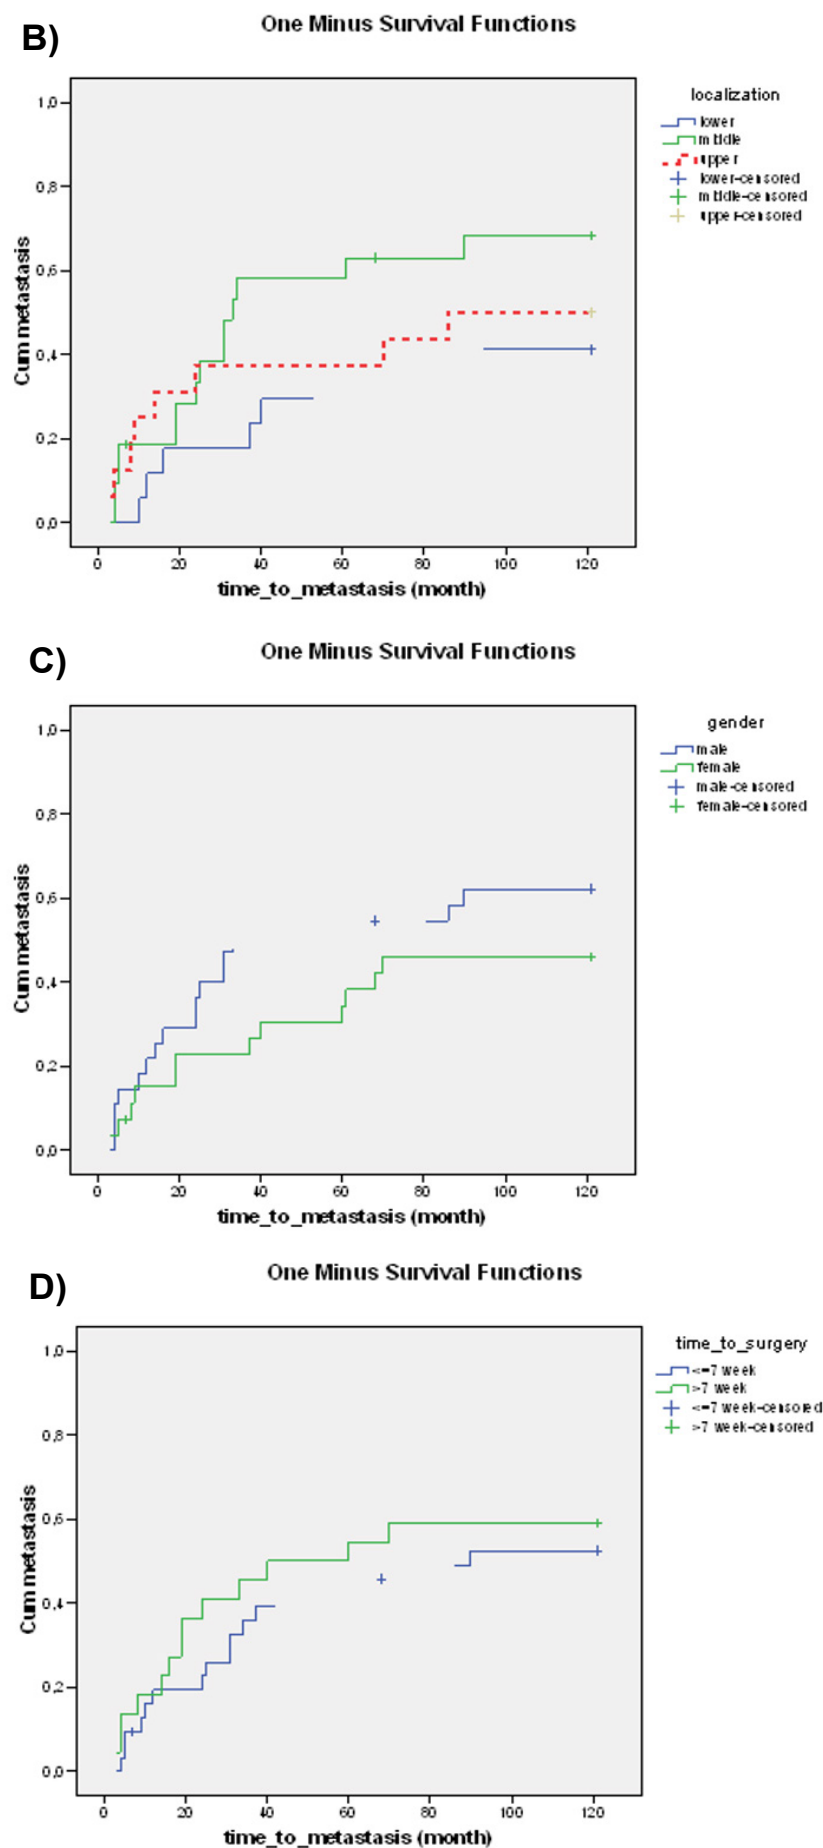 B)
One Minus Survival Functions
localization
lower
middle
upper
lower-censored
middle-censored
upper-censored
Cum metastasis
1,0
0,8
0,6
0,4
0,2
0,0
0 20 40 60 80 100 120
time_to_metastasis (month)
C)
One Minus Survival Functions
gender
male
female
male-censored
female-censored
Cum metastasis
1,0
0,8
0,6
0,4
0,2
0,0
0 20 40 60 80 100 120
time_to_metastasis (month)
D)
One Minus Survival Functions
time_to_surgery
<=7 week
>7 week
<=7 week-censored
>7 week-censored
Cum metastasis
1,0
0,8
0,6
0,4
0,2
0,0
0 20 40 60 80 100 120
time_to_metastasis (month)